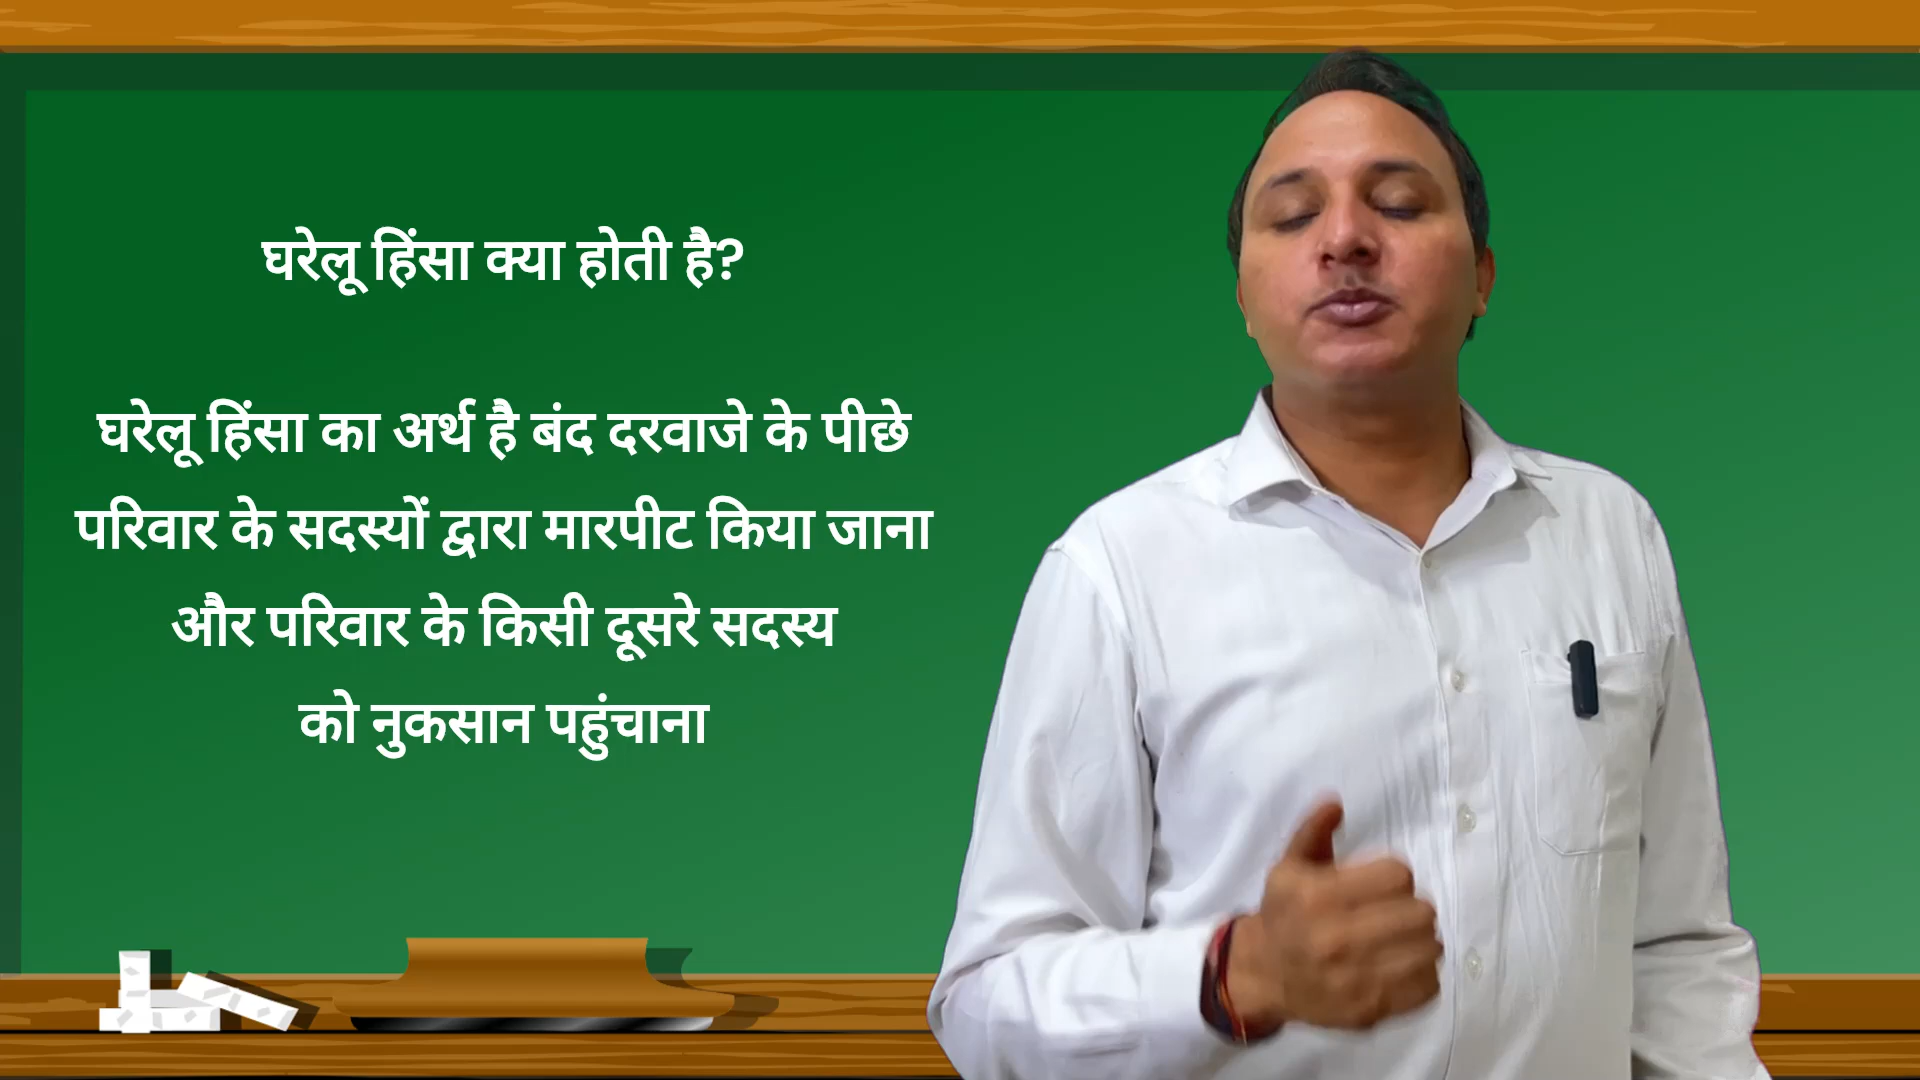 घरेलू हिंसा क्या होती है?
घरेलू हिंसा का अर्थ है बंद दरवाजे के पीछे
परिवार के सदस्यों द्वारा मारपीट किया जाना
और परिवार के किसी दूसरे सदस्य
को नुकसान पहुंचाना